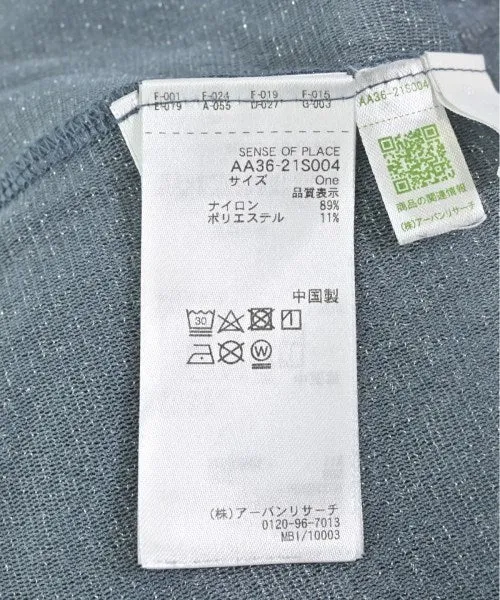 F-001 F-024 F-019 F-015
E-019 A-055 D-027 G-003
SENSE OF PLACE
AA36-21S004
サイズ One
品質表示
ナイロン 89%
ポリエステル 11%
中国製
30
W
(株)アーバンリサーチ
0120-96-7013
MBI/10003
AA36-21S004
商品の関連情報
(株)アーバンリサーチ